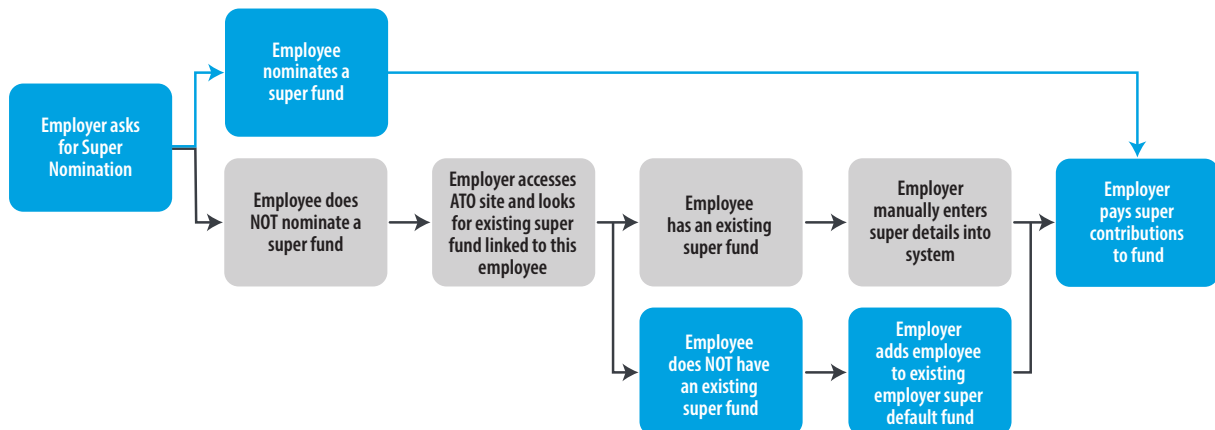 Employer asks
for Super
Nomination
Employee
nominates a
super fund
Employee does
NOT nominate a
super fund
Employer accesses
ATO site and looks
for existing super
fund linked to this
employee
Employee
has an existing
super fund
Employer
manually enters
super details into
system
Employee
does NOT have
an existing
super fund
Employer
adds employee
to existing
employer super
default fund
Employer
pays super
contributions
to fund